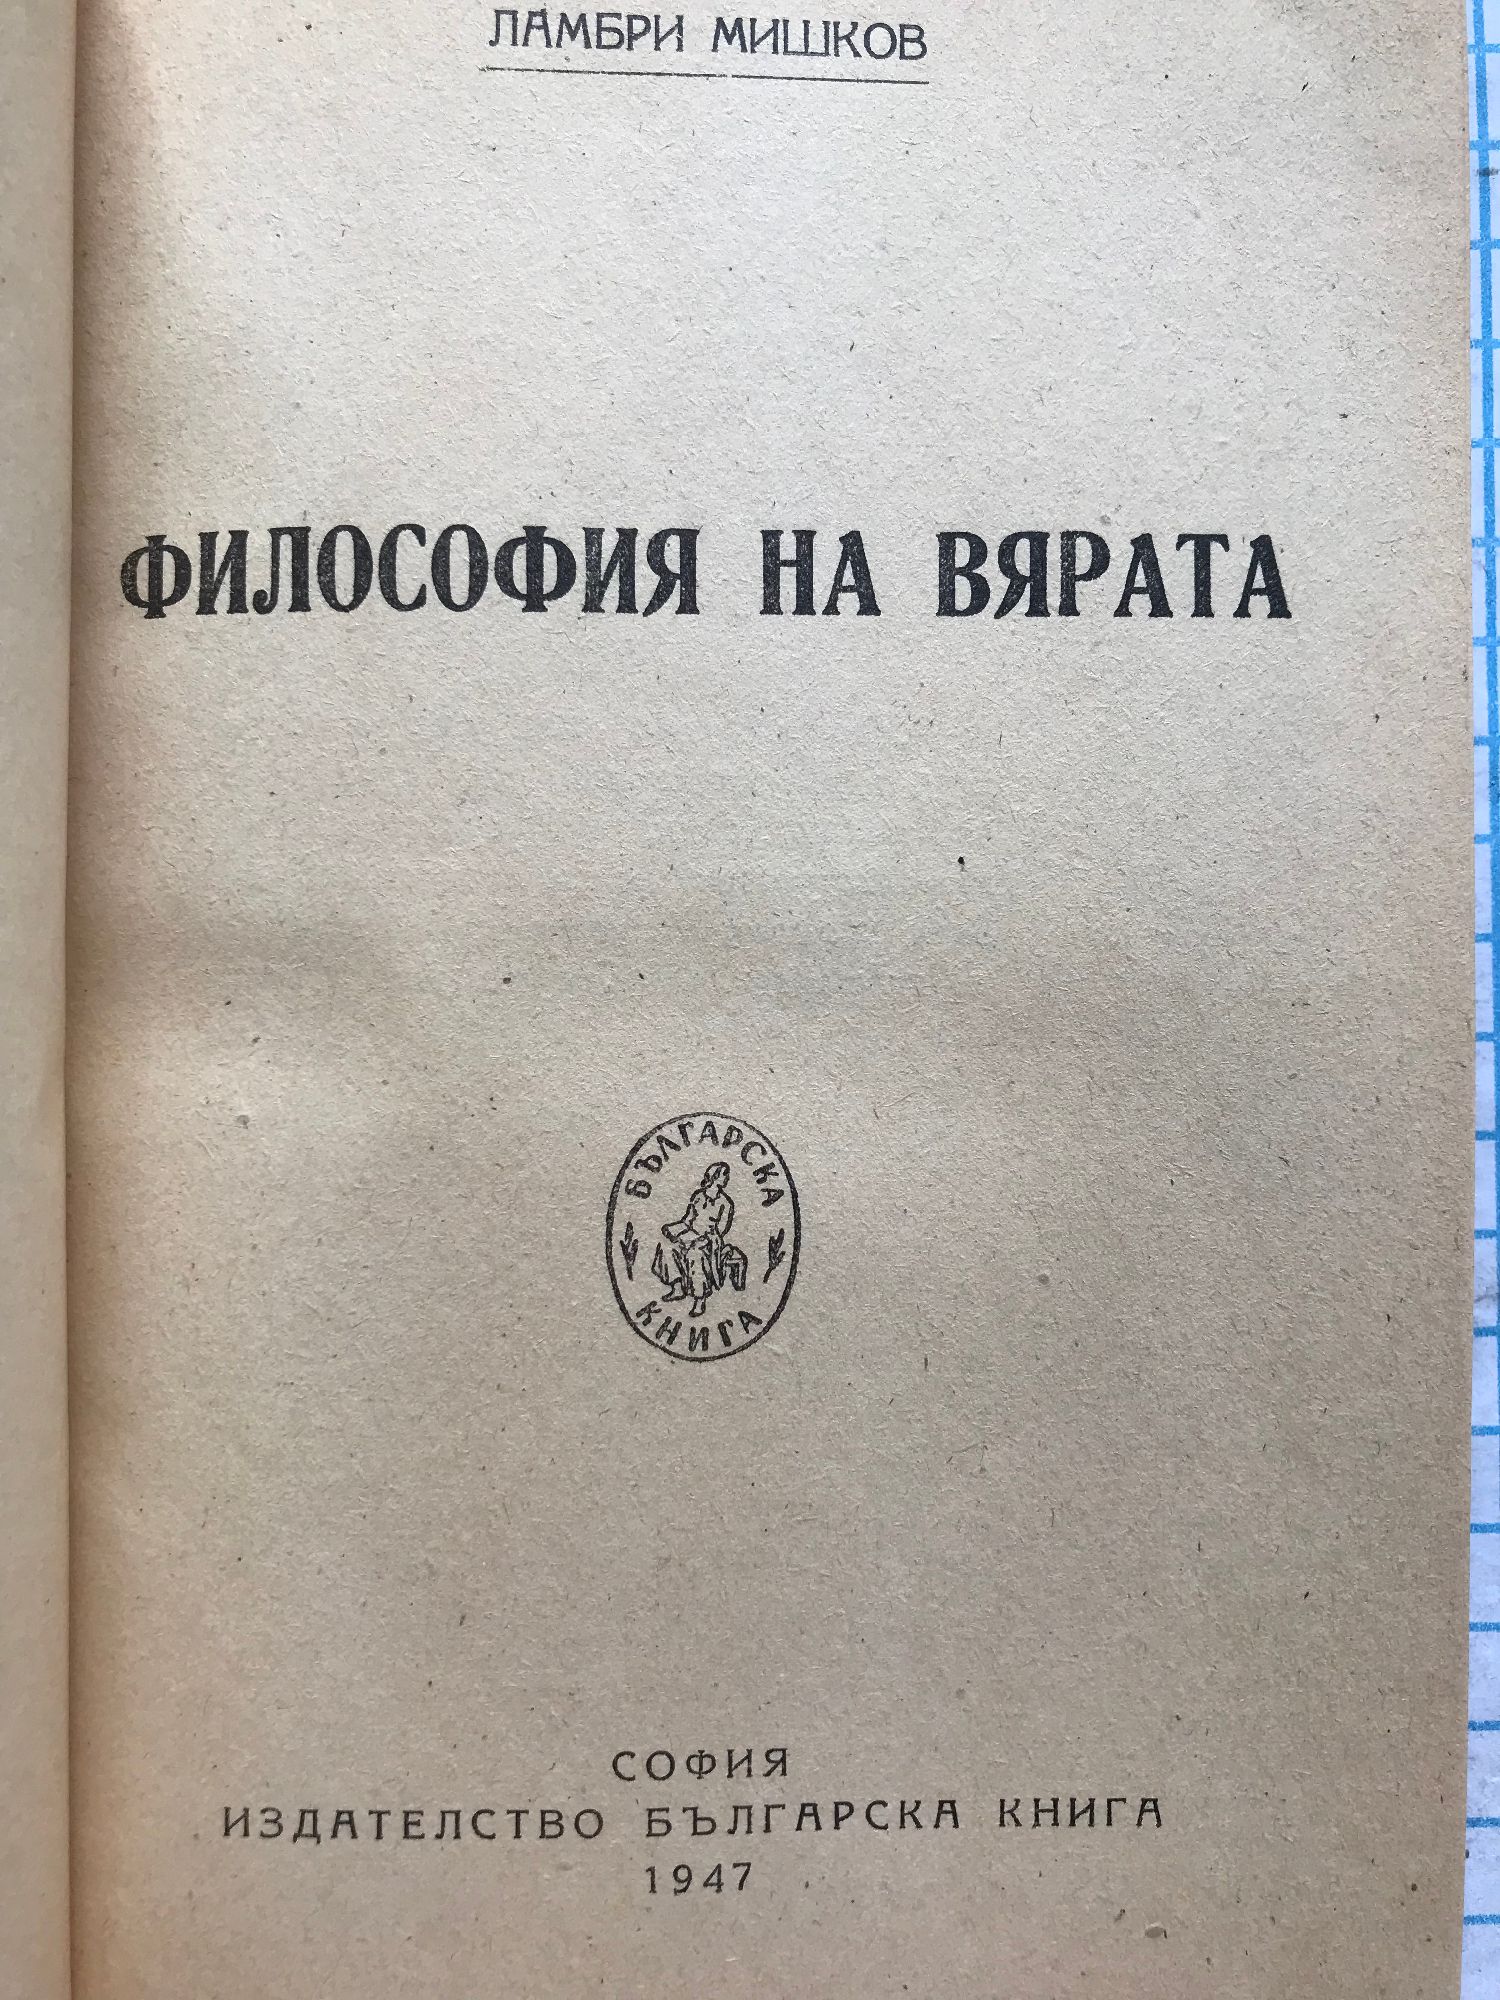 ЛАМБРИ МИШКОВ
ФИЛОСОФИЯ НА ВЯРАТА
БЪЛГАРСКА
КНИГА
СОФИЯ
ИЗДАТЕЛСТВО БЪЛГАРСКА КНИГА
1947